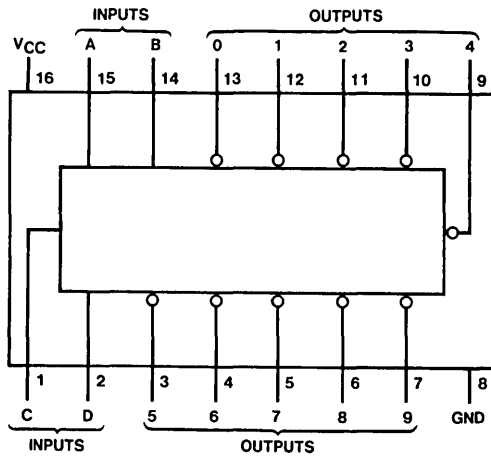 INPUTS OUTPUTS
VCC A B 0 1 2 3 4
16 15 14 13 12 11 10 9
1 2 3 4 5 6 7 8
C D 5 6 7 8 9 GND
INPUTS OUTPUTS